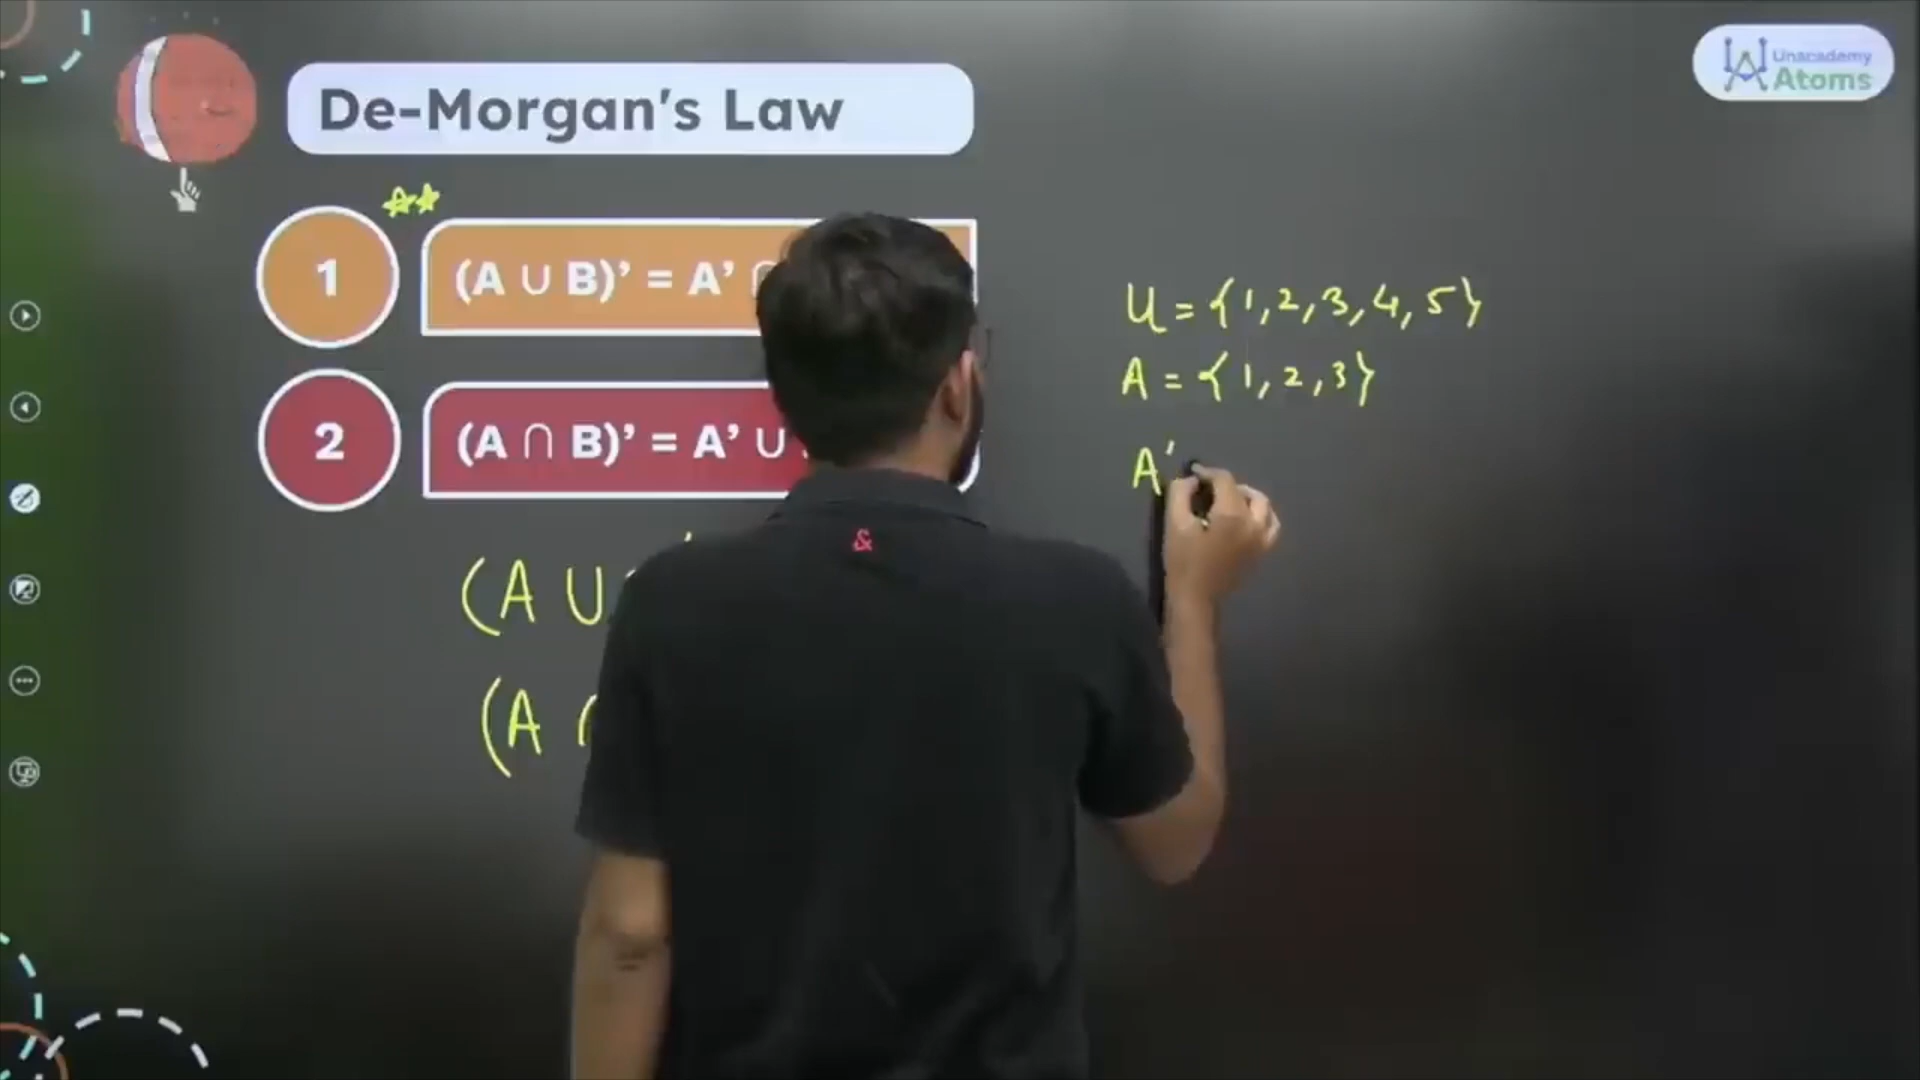 De-Morgan's Law
Unacademy
Atoms
1
(A ∪ B)’ = A’ ∩
2
(A ∩ B)’ = A’ ∪
(A ∪
(A ∩
U = {1, 2, 3, 4, 5}
A = {1, 2, 3}
A'
&